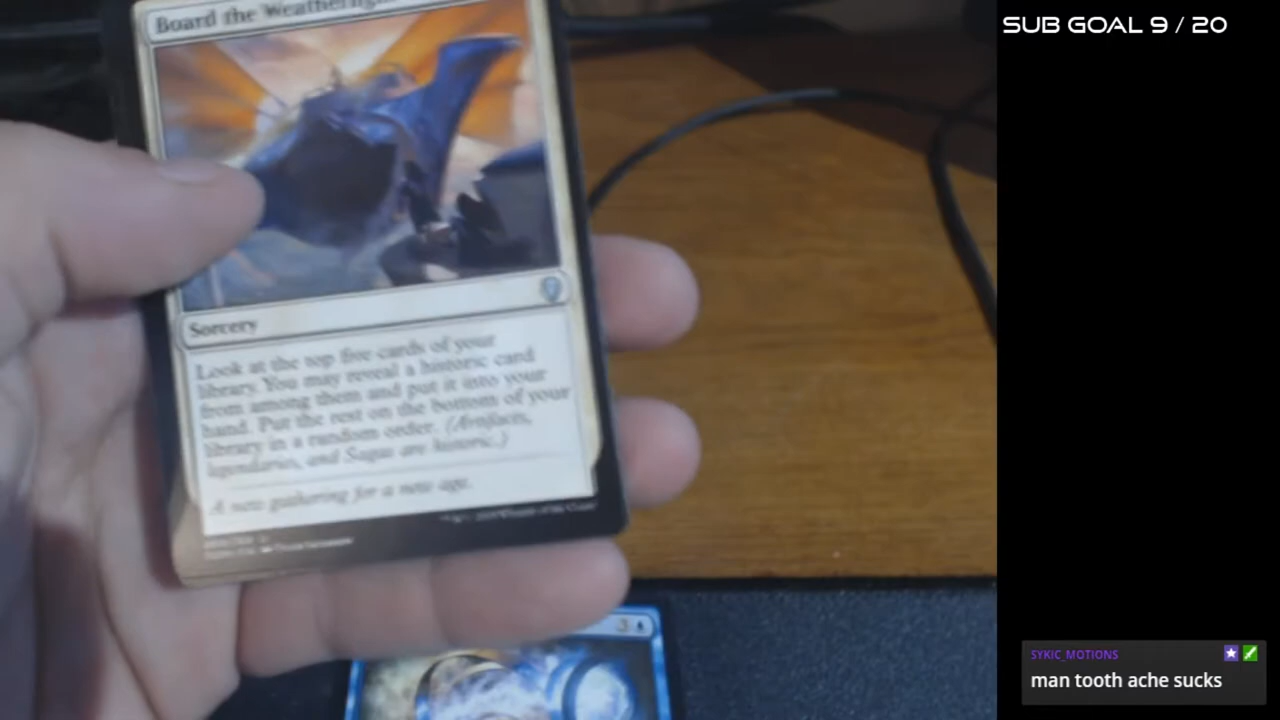 SUB GOAL 9 / 20
Board the Weatherlight
Sorcery
Look at the top five cards of your
library. You may reveal a historic card
from among them and put it into your
hand. Put the rest on the bottom of your
library in a random order. (Artifacts,
legendaries, and Sagas are historic.)
A new gathering for a new age.
3
SYKIC_MOTIONS
man tooth ache sucks